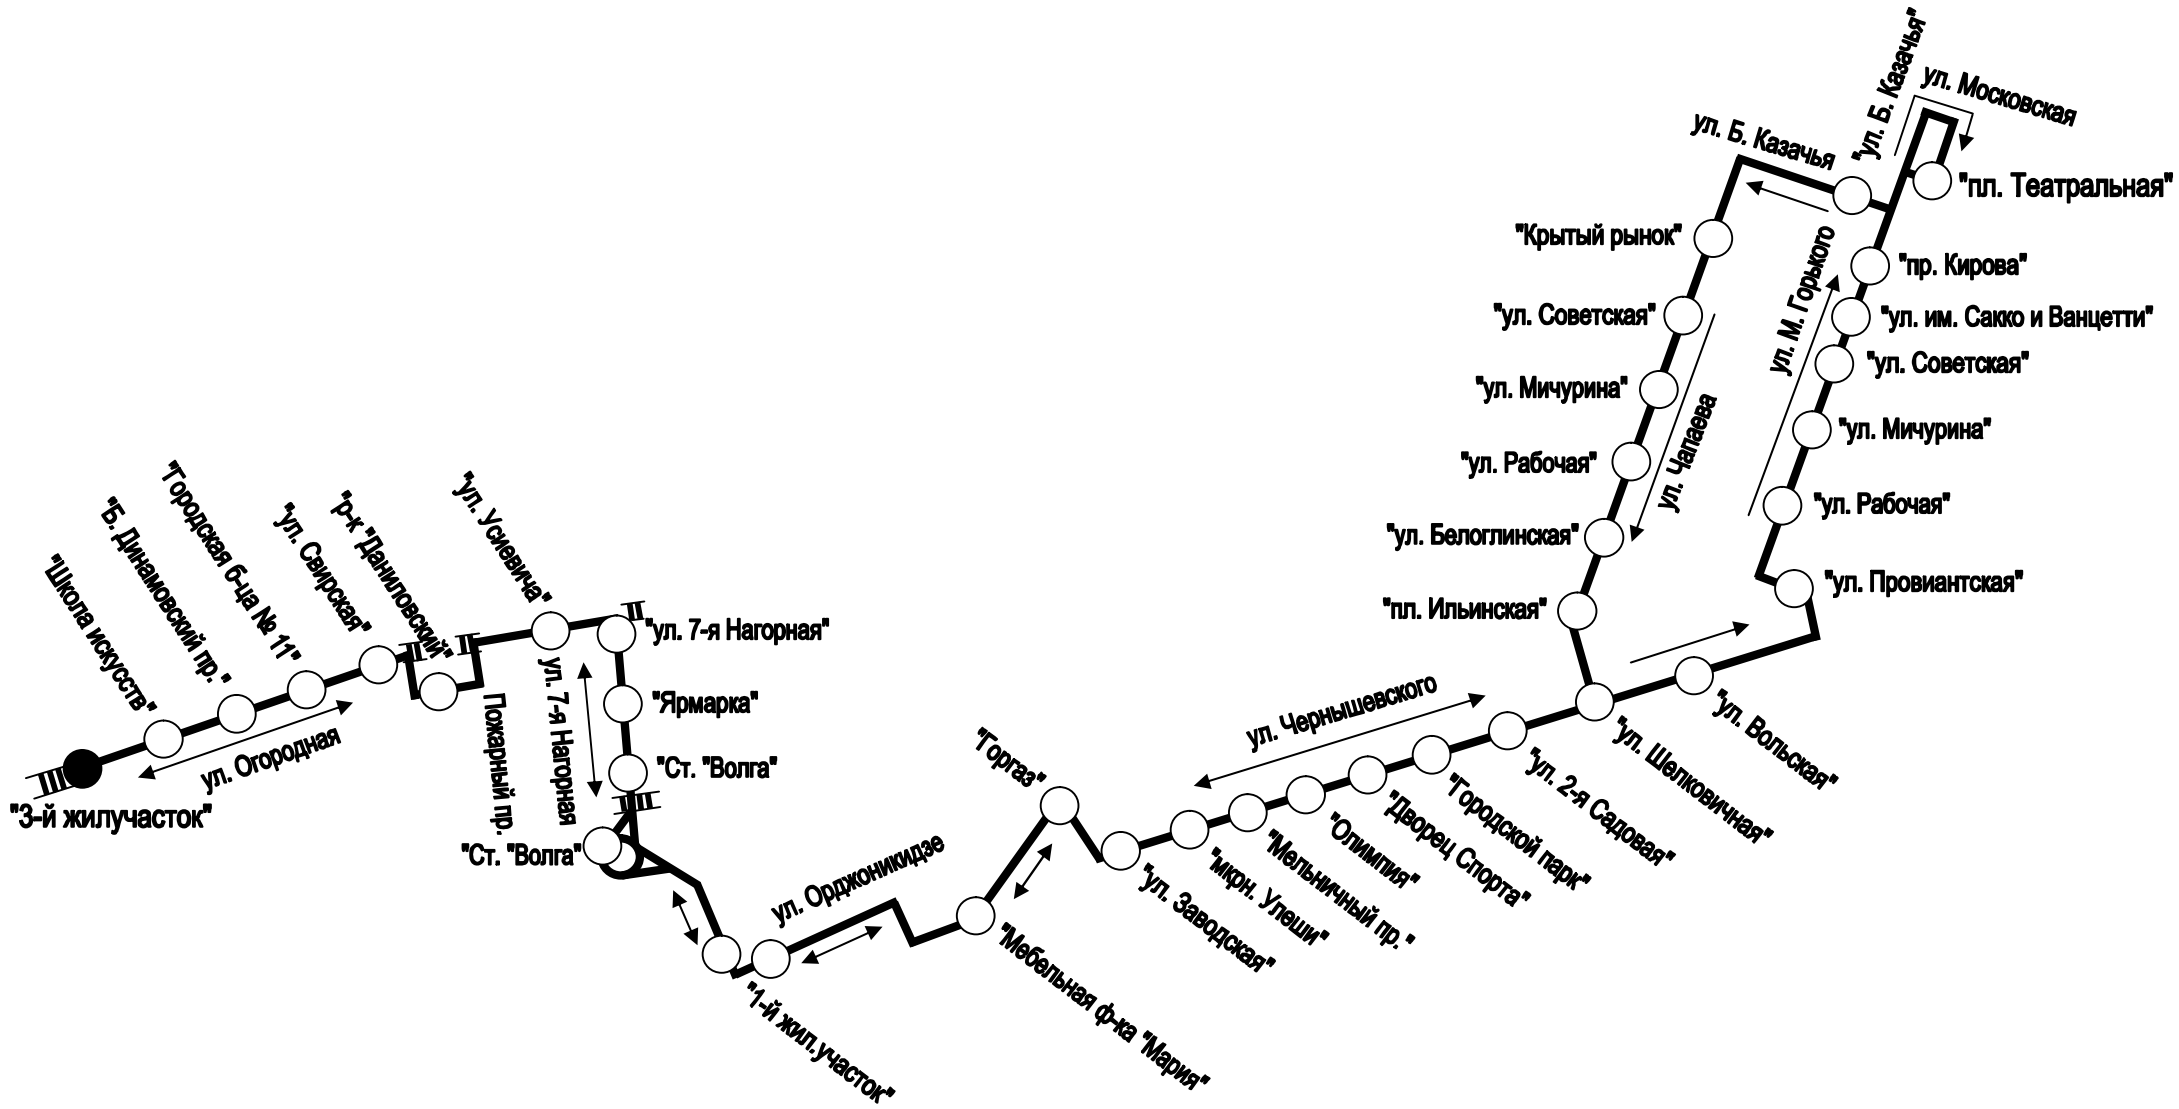 "ул. Б. Казачья"
ул. Московская
ул. Б. Казачья
"пл. Театральная"
"Крытый рынок"
ул. М. Горького
"пр. Кирова"
"ул. Советская"
"ул. им. Сакко и Ванцетти"
"ул. Советская"
"ул. Мичурина"
ул. Чапаева
"ул. Мичурина"
"ул. Рабочая"
"ул. Рабочая"
"ул. Белоглинская"
"ул. Провиантская"
"пл. Ильинская"
"Школа искусств"
"Б. Динамовский пр."
"Городская б-ца № 11"
"ул. Свирская"
"р-к "Даниловский"
"ул. Усиевича"
"ул. 7-я Нагорная"
"Ярмарка"
ул. 7-я Нагорная
Пожарный пр.
ул. Огородная
"3-й жилучасток"
"Ст. "Волга"
"Ст. "Волга"
ул. Орджоникидзе
"1-й жил.участок"
"Горгаз"
"Мебельная ф-ка "Мария"
ул. Чернышевского
"ул. Заводская"
"мкрн. Улеши"
"Мельничный пр."
"Олимпия"
"Дворец Спорта"
"Городской парк"
"ул. 2-я Садовая"
"ул. Шелковичная"
"ул. Вольская"